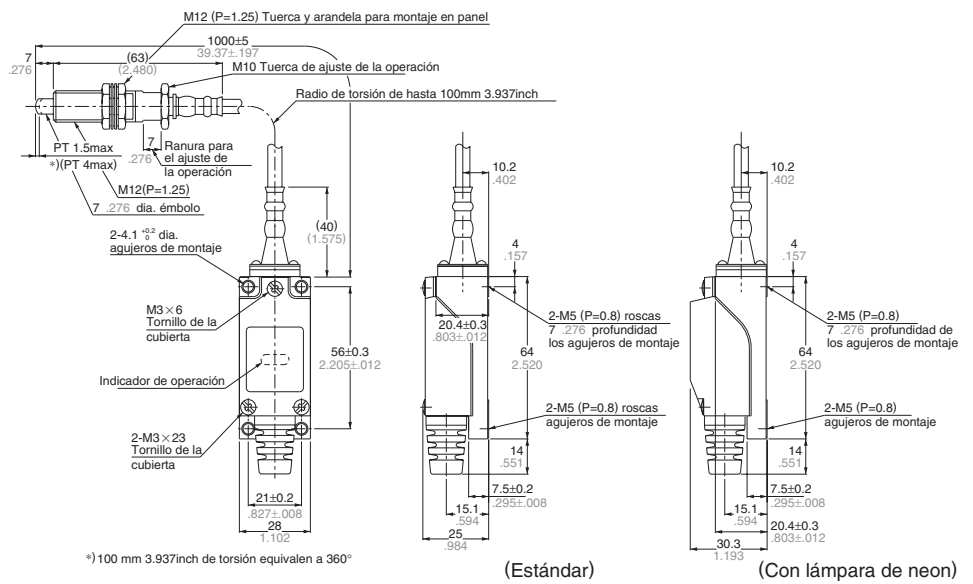 M12 (P=1.25) Tuerca y arandela para montaje en panel
1000±5
39.37±.197
7
.276
(63)
(2.480)
M10 Tuerca de ajuste de la operación
Radio de torsión de hasta 100mm 3.937inch
PT 1.5max
*)(PT 4max)
7
.276
Ranura para
el ajuste de
la operación
M12(P=1.25)
7 .276 dia. émbolo
(40)
(1.575)
2-4.1 +0.2 0 dia.
agujeros de montaje
M3×6
Tornillo de la
cubierta
56±0.3
2.205±.012
Indicador de operación
2-M3×23
Tornillo de la
cubierta
21±0.2
.827±.008
28
1.102
*)100 mm 3.937inch de torsión equivalen a 360°
10.2
.402
4
.157
20.4±0.3
.803±.012
2-M5 (P=0.8) roscas
7 .276 profundidad
los agujeros de montaje
64
2.520
2-M5 (P=0.8) roscas
agujeros de montaje
14
.551
7.5±0.2
.295±.008
15.1
.594
25
.984
(Estándar)
10.2
.402
4
.157
2-M5 (P=0.8)
7 .276 profundidad de
los agujeros de montaje
64
2.520
2-M5 (P=0.8)
agujeros de montaje
14
.551
7.5±0.2
.295±.008
15.1
.594
20.4±0.3
.803±.012
30.3
1.193
(Con lámpara de neon)